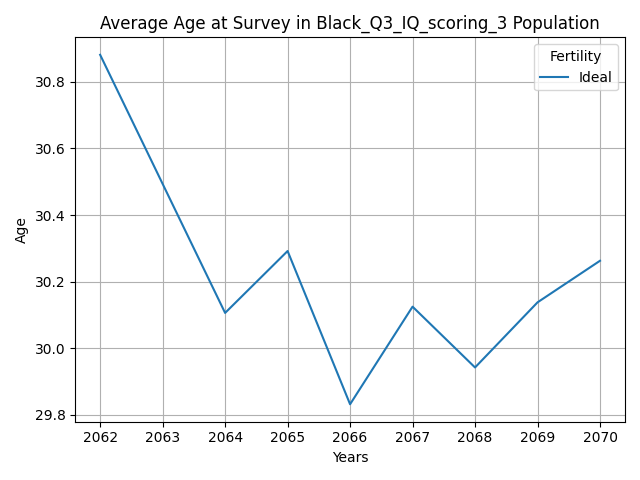 Average Age at Survey in Black_Q3_IQ_scoring_3 Population
Fertility
Ideal
Age
30.8
30.6
30.4
30.2
30.0
29.8
2062 2063 2064 2065 2066 2067 2068 2069 2070
Years